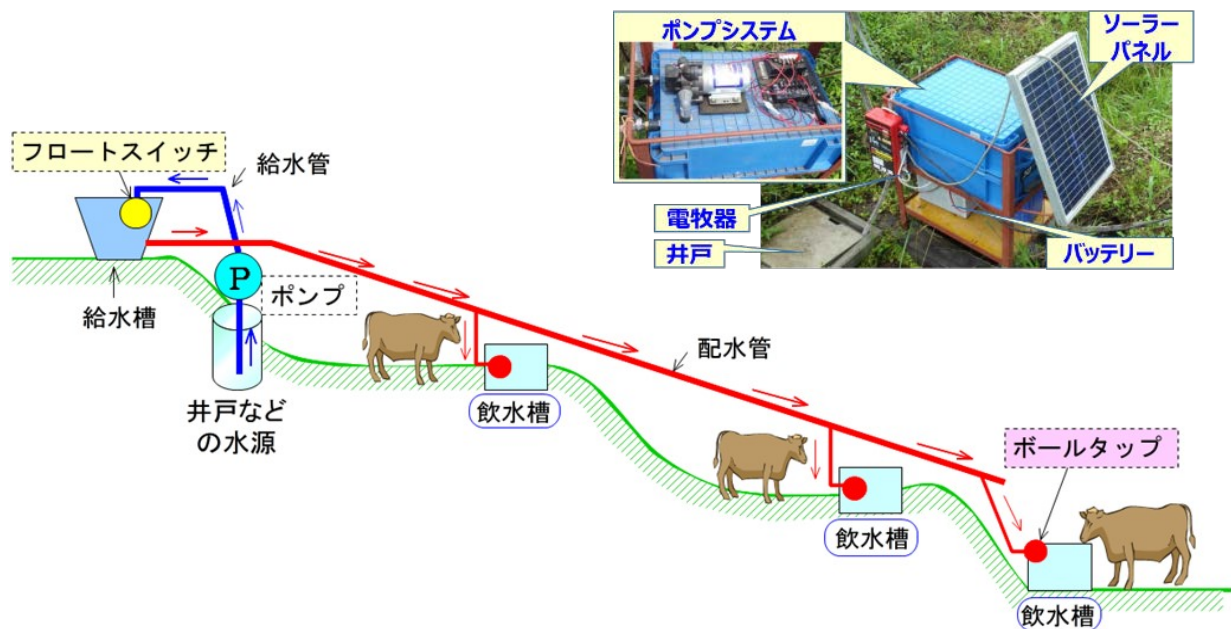 ポンプシステム
ソーラー
パネル
フロートスイッチ
給水管
電牧器
井戸
バッテリー
P
ポンプ
給水槽
配水管
井戸など
の水源
飲水槽
ボールタップ
飲水槽
飲水槽